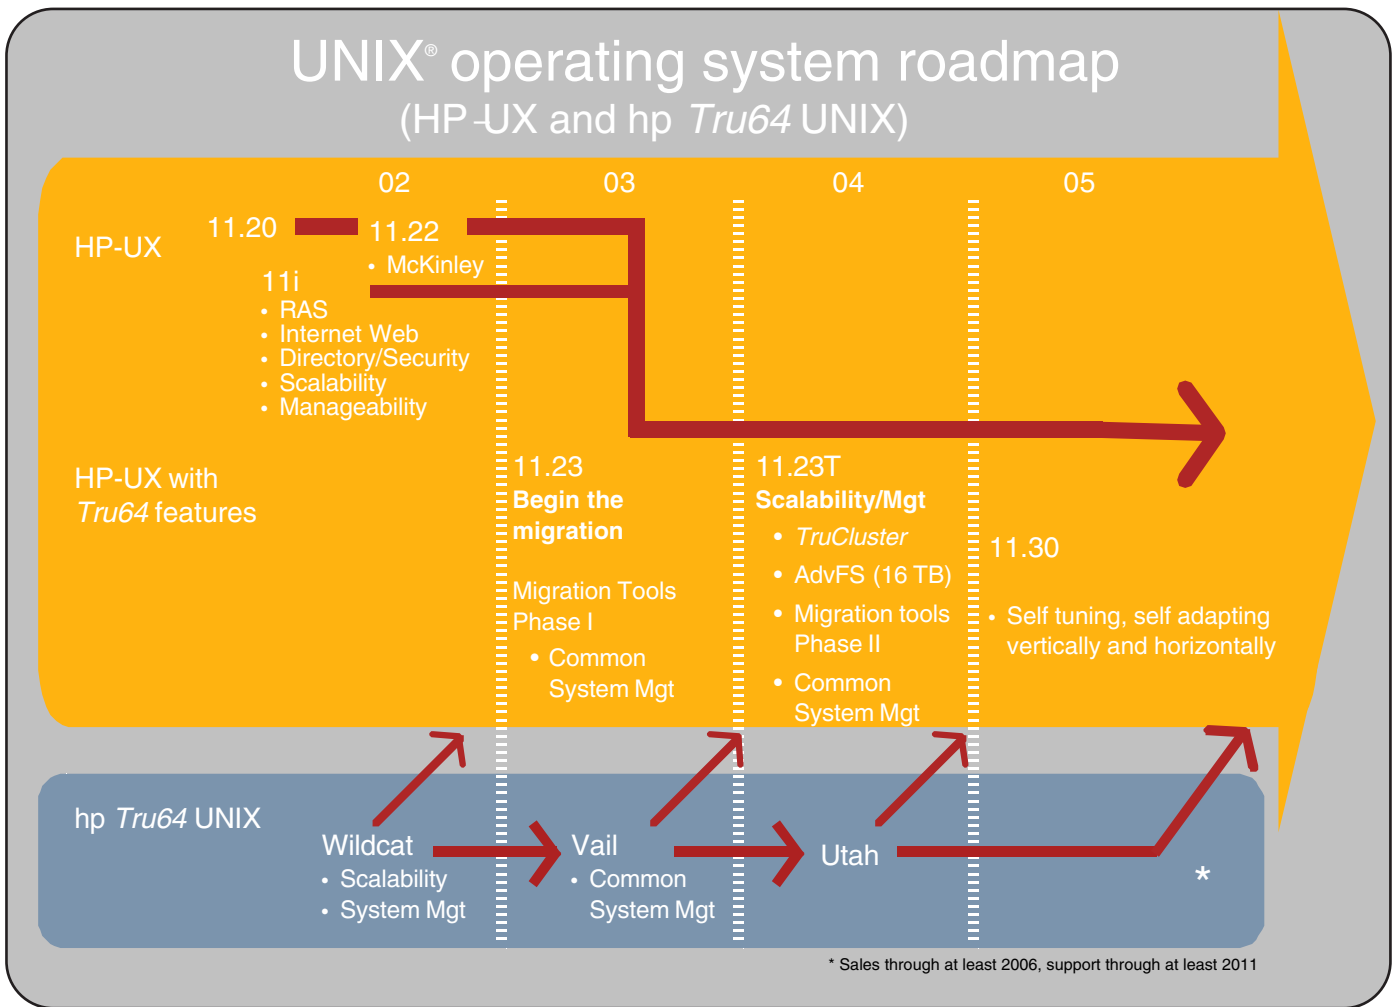 UNIX® operating system roadmap
(HP-UX and hp Tru64 UNIX)
02
03
04
05
HP-UX
11.20
11.22
• McKinley
11i
• RAS
• Internet Web
• Directory/Security
• Scalability
• Manageability
HP-UX with
Tru64 features
11.23
Begin the
migration
Migration Tools
Phase I
• Common
System Mgt
11.23T
Scalability/Mgt
• TruCluster
• AdvFS (16 TB)
• Migration tools
Phase II
• Common
System Mgt
11.30
• Self tuning, self adapting
vertically and horizontally
hp Tru64 UNIX
Wildcat
• Scalability
• System Mgt
Vail
• Common
System Mgt
Utah
*
* Sales through at least 2006, support through at least 2011